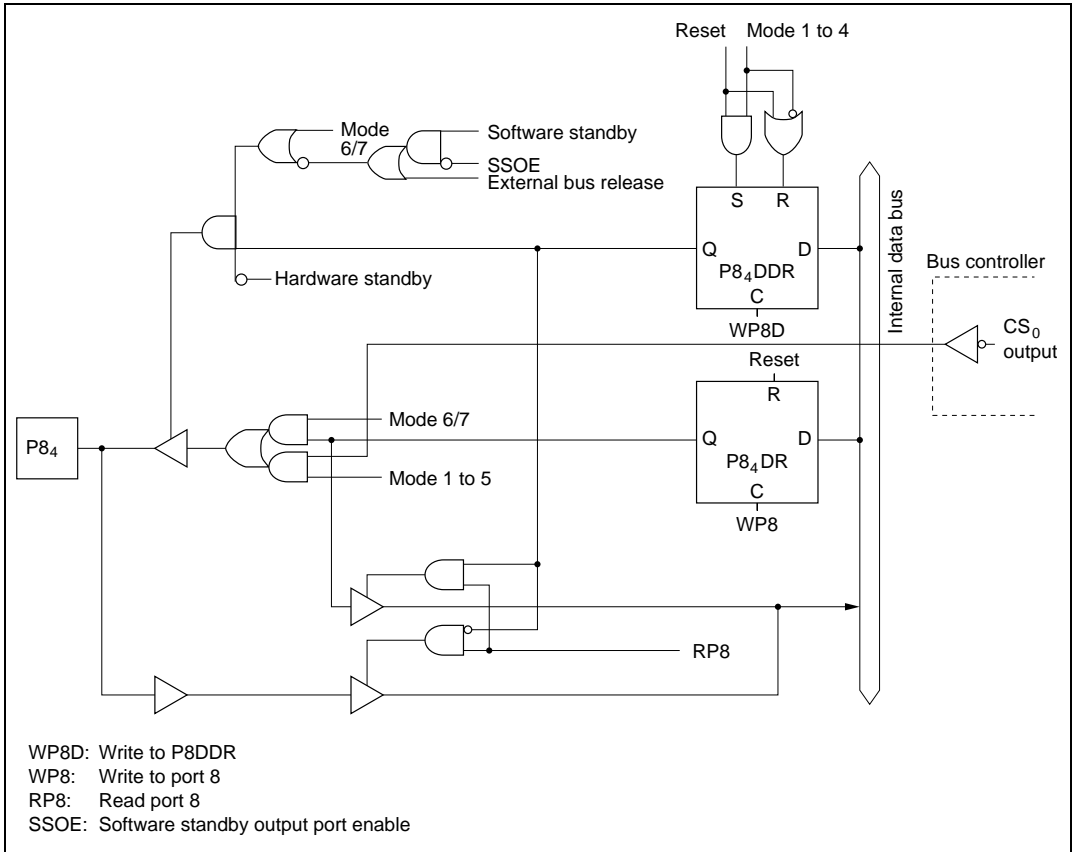 Reset Mode 1 to 4
Mode
6/7
Software standby
SSOE
External bus release
S R
Q D
P84DDR
C
WP8D
Hardware standby
Internal data bus
Bus controller
CS0
output
Reset
R
Mode 6/7
Q D
P84DR
C
WP8
P84
Mode 1 to 5
RP8
WP8D: Write to P8DDR
WP8: Write to port 8
RP8: Read port 8
SSOE: Software standby output port enable